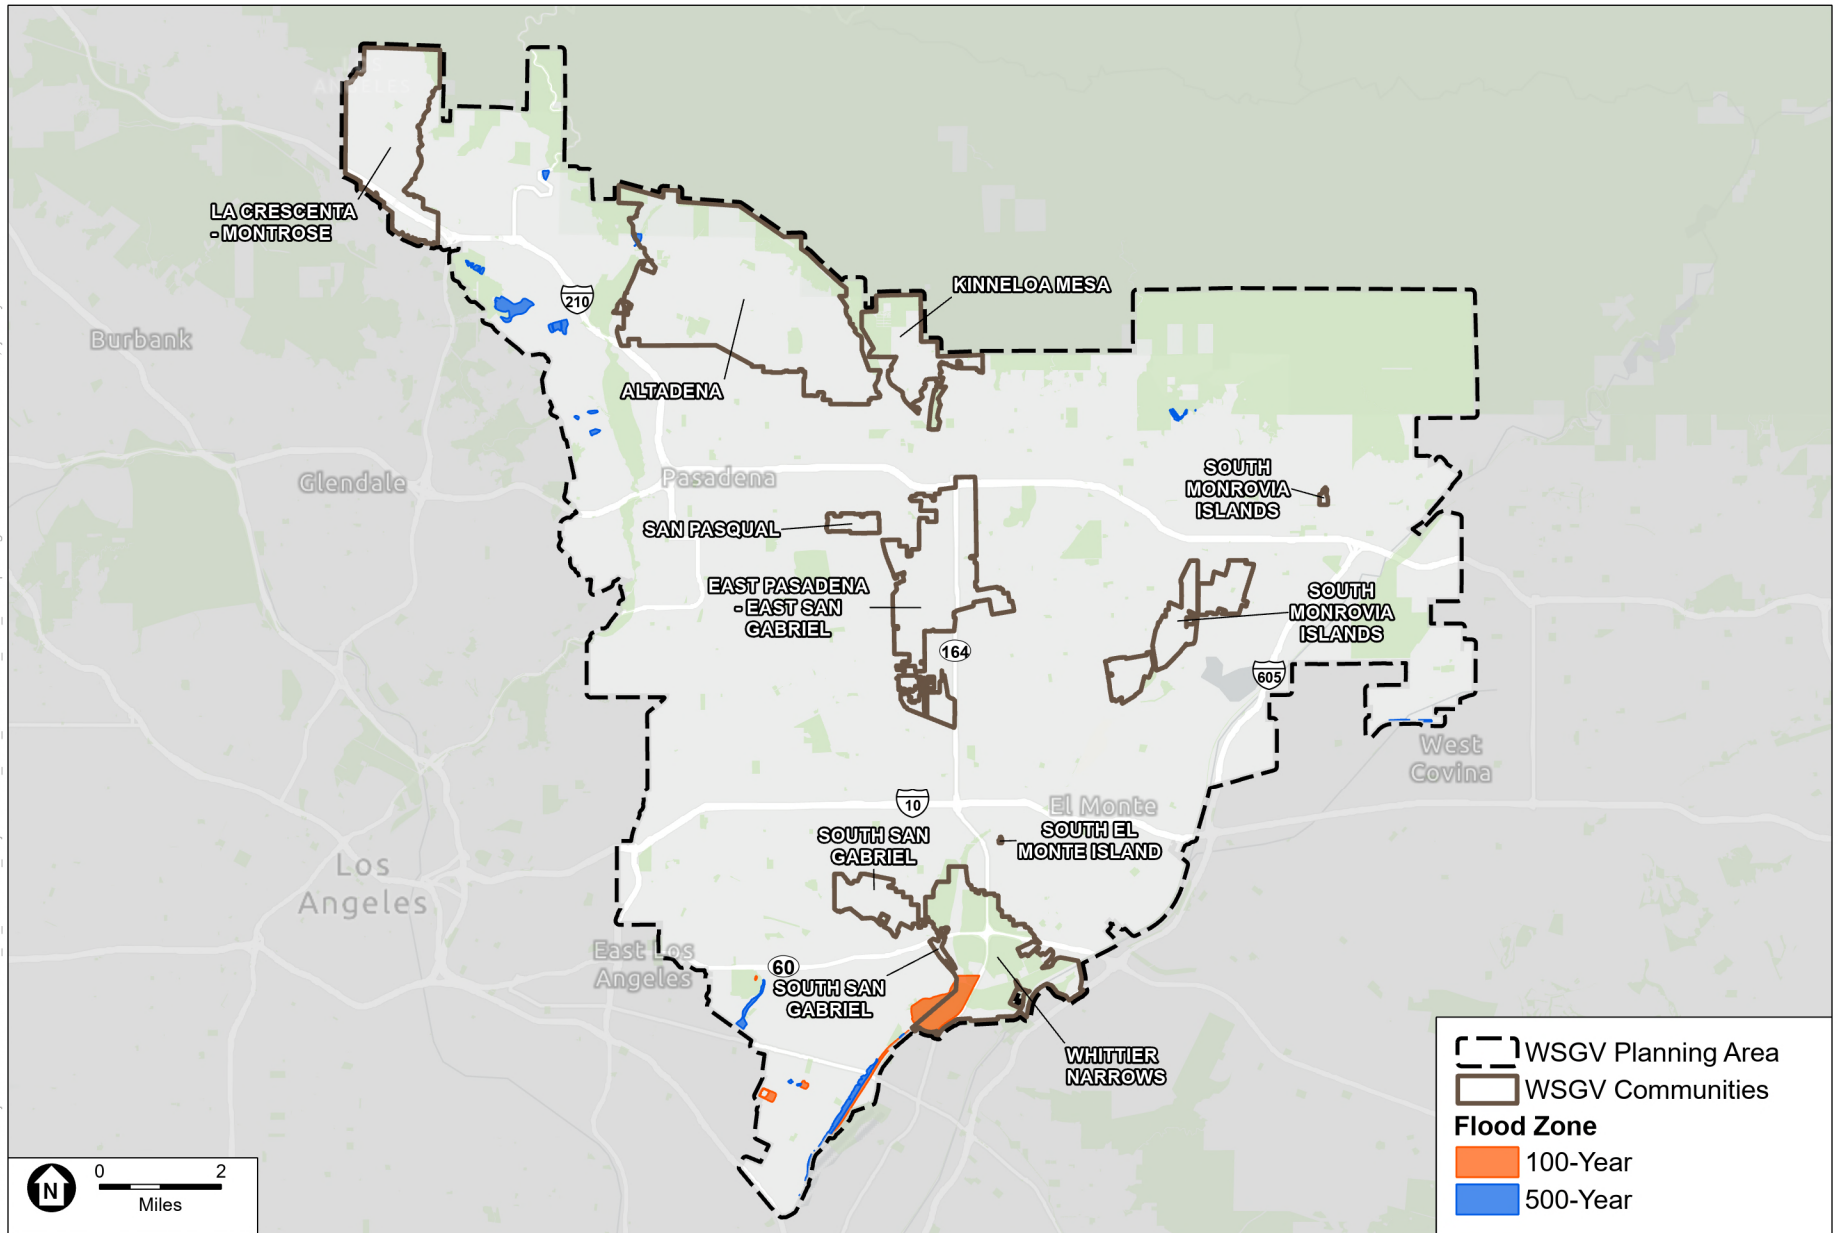 LOS
ANGELES
LA CRESCENTA
- MONTROSE
KINNELOA MESA
210
Burbank
ALTADENA
Glendale
Pasadena
SOUTH
MONROVIA
ISLANDS
SAN PASQUAL
EAST PASADENA
- EAST SAN
GABRIEL
SOUTH
MONROVIA
ISLANDS
164
605
West
Covina
10
El Monte
SOUTH SAN
GABRIEL
SOUTH EL
MONTE ISLAND
Los
Angeles
East Los
Angeles
60
SOUTH SAN
GABRIEL
WHITTIER
NARROWS
WSGV Planning Area
WSGV Communities
Flood Zone
100-Year
500-Year
N
0 2
Miles